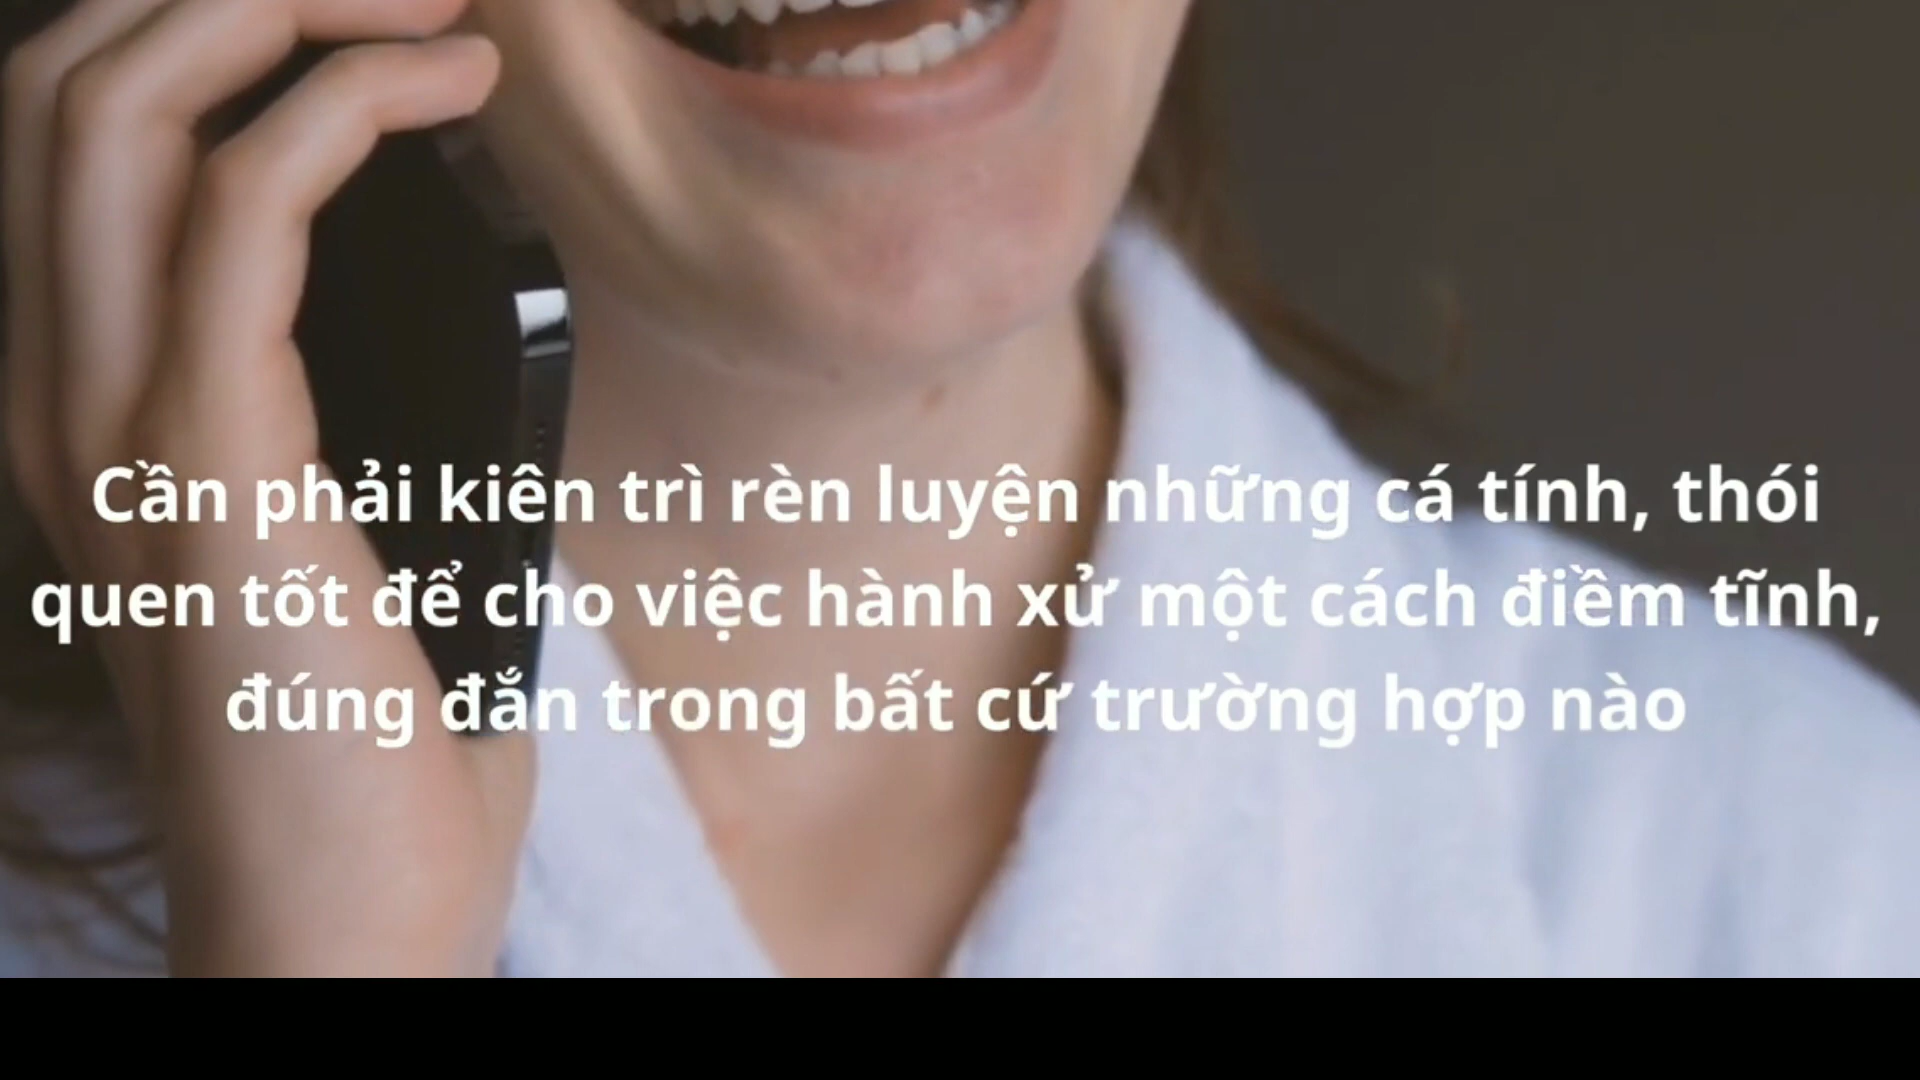 Cần phải kiên trì rèn luyện những cá tính, thói
quen tốt để cho việc hành xử một cách điềm tĩnh,
đúng đắn trong bất cứ trường hợp nào